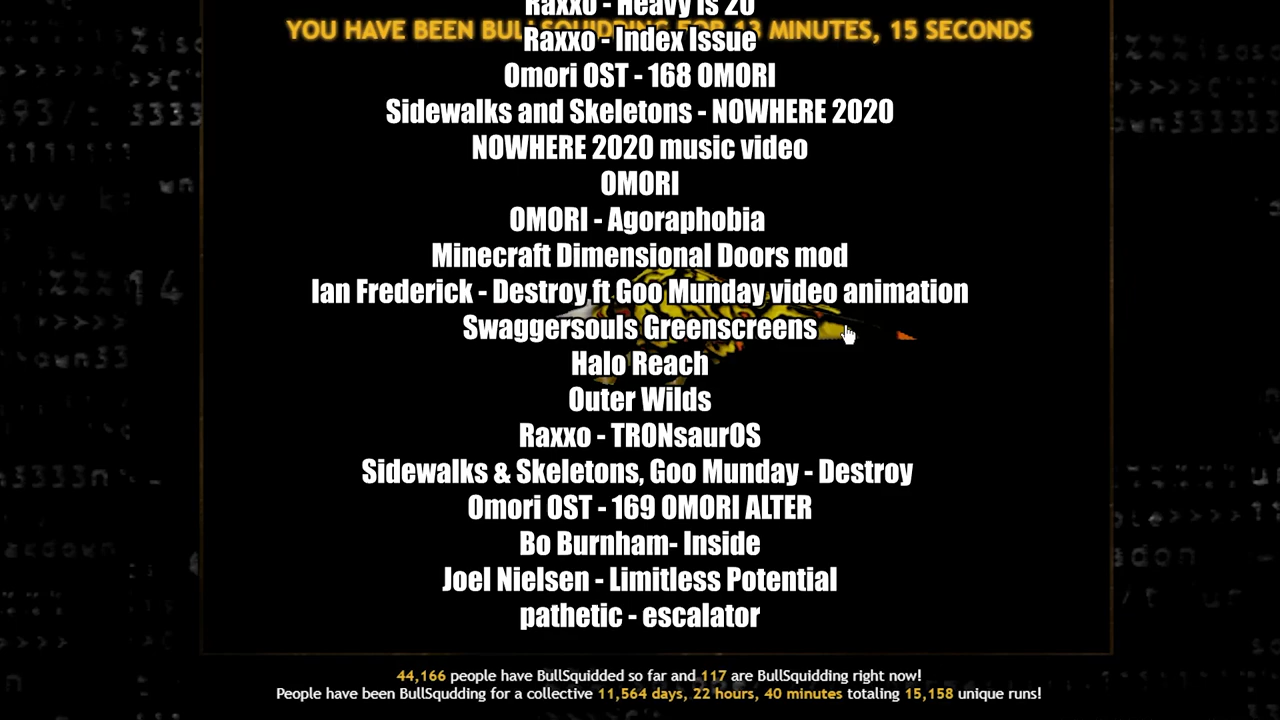 Raxxo - Heavy is 20
YOU HAVE BEEN BULLSQUIDDING FOR 13 MINUTES, 15 SECONDS
Raxxo - Index Issue
Omori OST - 168 OMORI
Sidewalks and Skeletons - NOWHERE 2020
NOWHERE 2020 music video
OMORI
OMORI - Agoraphobia
Minecraft Dimensional Doors mod
Ian Frederick - Destroy ft Goo Munday video animation
Swaggersouls Greenscreens
Halo Reach
Outer Wilds
Raxxo - TRONsaurOS
Sidewalks & Skeletons, Goo Munday - Destroy
Omori OST - 169 OMORI ALTER
Bo Burnham- Inside
Joel Nielsen - Limitless Potential
pathetic - escalator
44,166 people have BullSquidded so far and 117 are BullSquidding right now!
People have been BullSqudding for a collective 11,564 days, 22 hours, 40 minutes totaling 15,158 unique runs!